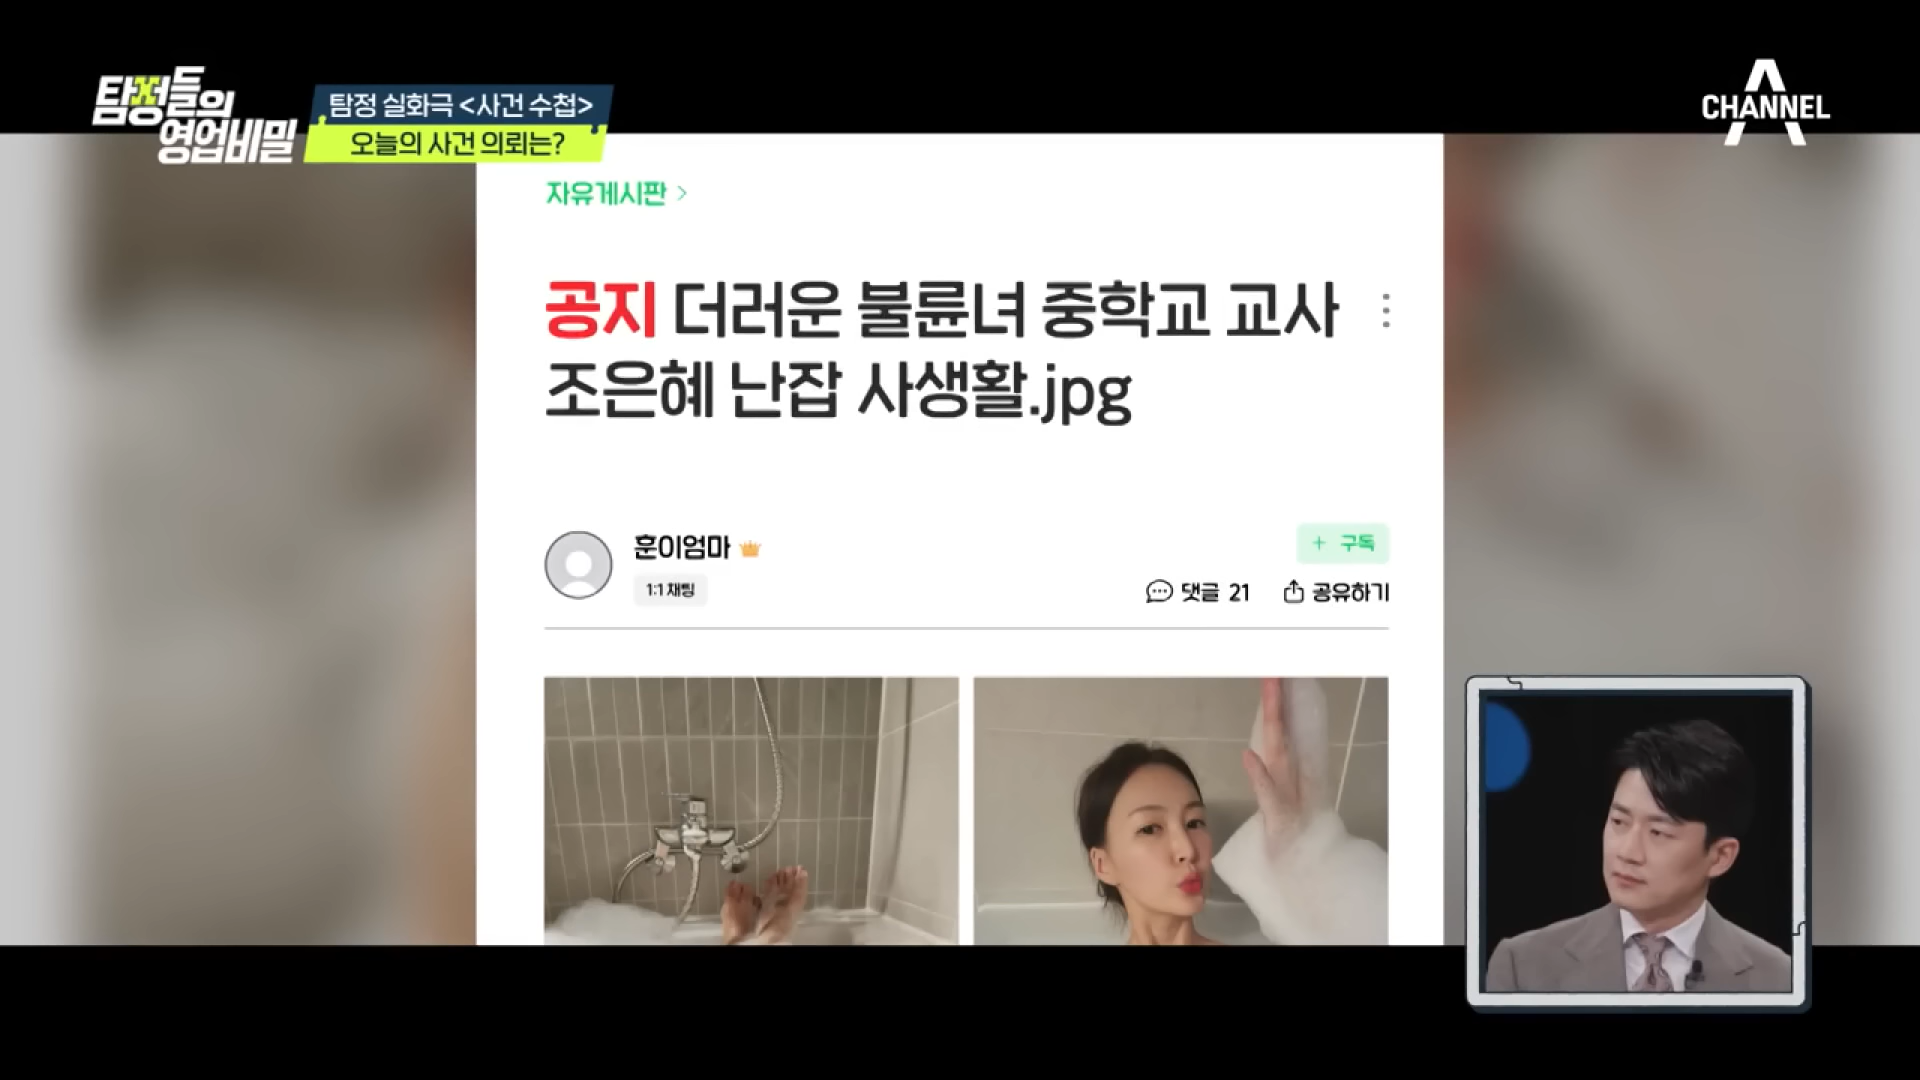 탐정들의
영업비밀
탐정 실화극 <사건 수첩>
오늘의 사건 의뢰는?
CHANNEL A
자유게시판 >
공지 더러운 불륜녀 중학교 교사
조은혜 난잡 사생활.jpg
훈이엄마
1:1 채팅
+ 구독
댓글 21 공유하기